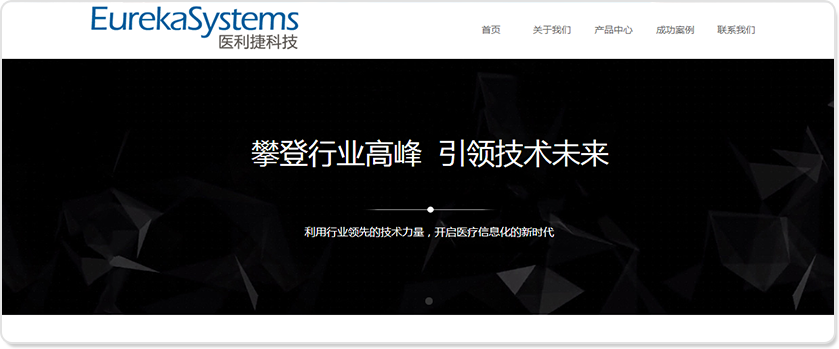 EurekaSystems
医利捷科技
首页 关于我们 产品中心 成功案例 联系我们
攀登行业高峰 引领技术未来
利用行业领先的技术力量，开启医疗信息化的新时代